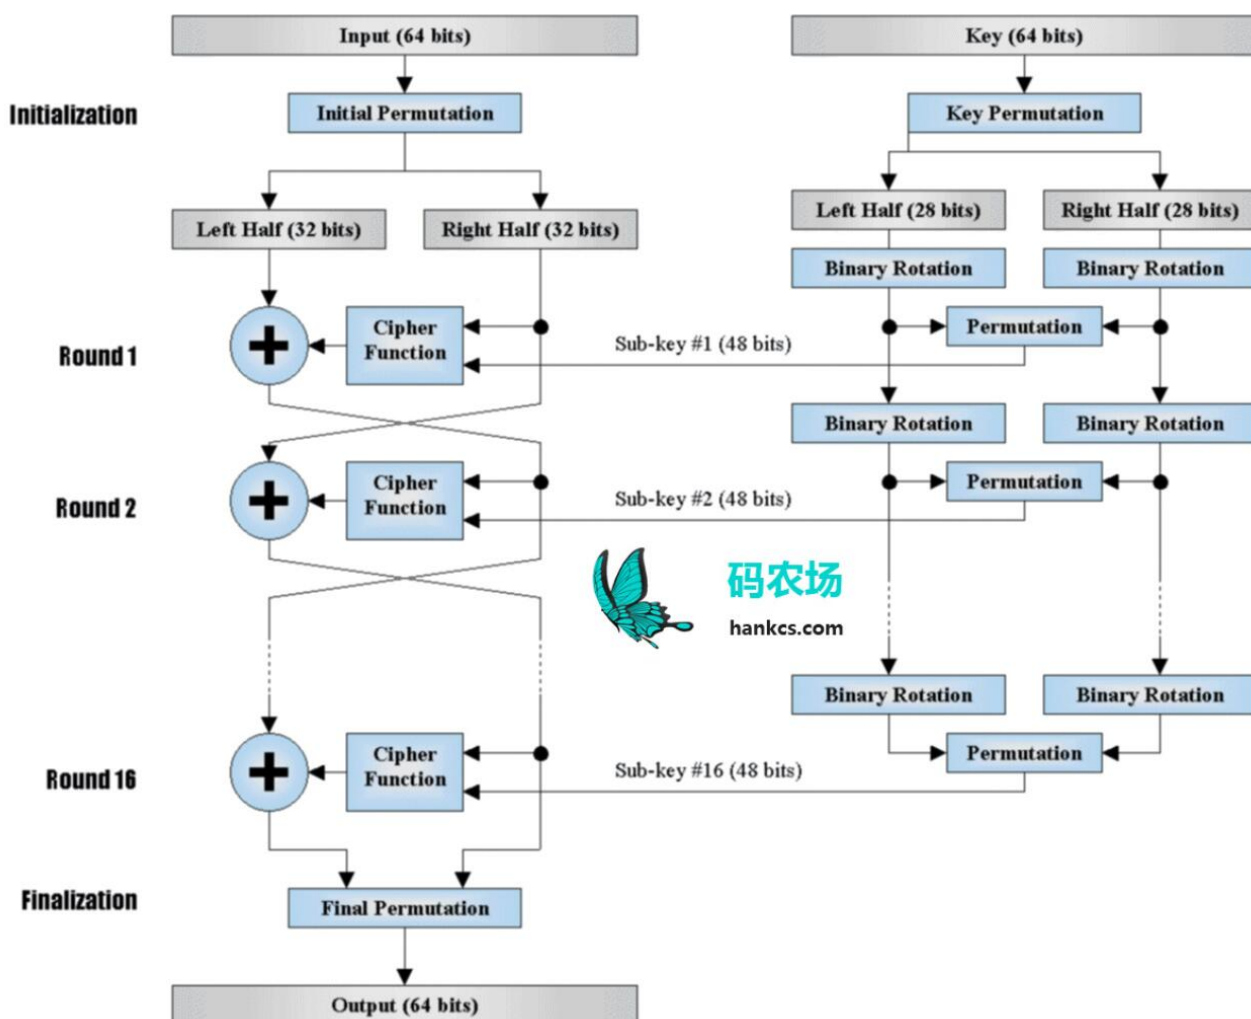 Input (64 bits)
Key (64 bits)
Initialization
Initial Permutation
Key Permutation
Left Half (32 bits)
Right Half (32 bits)
Left Half (28 bits)
Right Half (28 bits)
Binary Rotation
Binary Rotation
Round 1
Cipher
Function
Sub-key #1 (48 bits)
Permutation
Binary Rotation
Binary Rotation
Round 2
Cipher
Function
Sub-key #2 (48 bits)
Permutation
码农场
hankcs.com
Binary Rotation
Binary Rotation
Round 16
Cipher
Function
Sub-key #16 (48 bits)
Permutation
Finalization
Final Permutation
Output (64 bits)